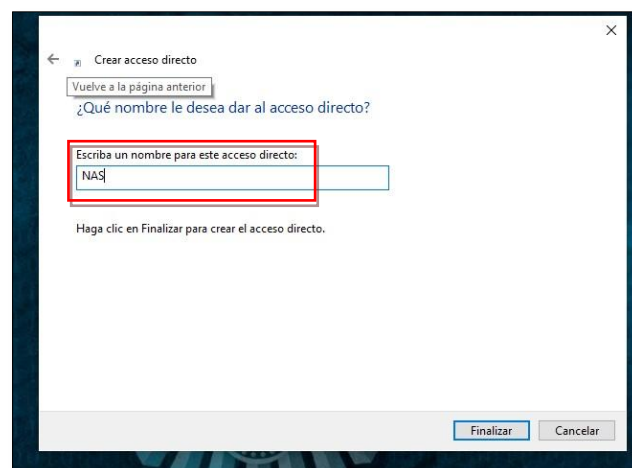 Crear acceso directo
Vuelve a la página anterior
¿Qué nombre le desea dar al acceso directo?
Escriba un nombre para este acceso directo:
NAS
Haga clic en Finalizar para crear el acceso directo.
Finalizar Cancelar